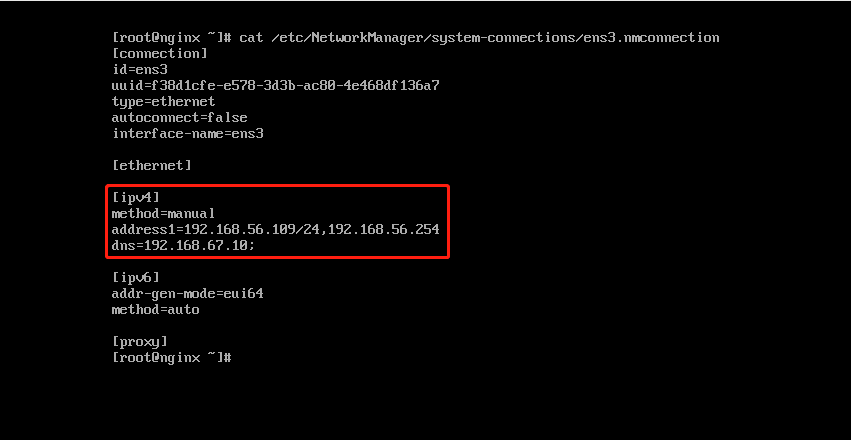 [root@nginx ~]# cat /etc/NetworkManager/system-connections/ens3.nmconnection
[connection]
id=ens3
uuid=f38d1cfe-e578-3d3b-ac80-4e468df136a7
type=ethernet
autoconnect=false
interface-name=ens3
[ethernet]
[ipv4]
method=manual
address1=192.168.56.109/24,192.168.56.254
dns=192.168.67.10;
[ipv6]
addr-gen-mode=eui64
method=auto
[proxy]
[root@nginx ~]#